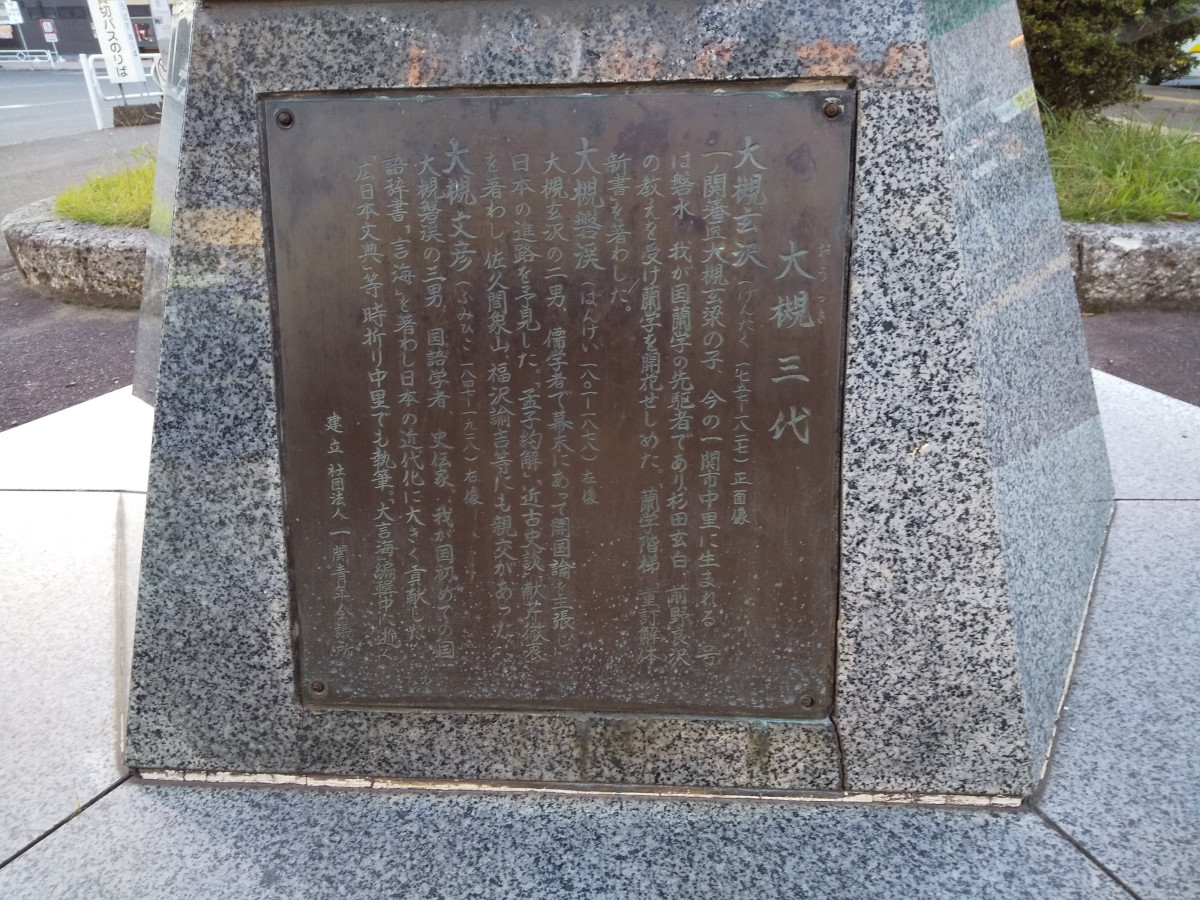 大槻三代
おおつき
大槻玄沢(げんたく 一七五七–一八二七)正面像
一関藩医大槻玄梁の子、今の一関市中里に生まれる 号
は磐水 我が国蘭学の先駆者であり杉田玄白 前野良沢
の教えを受け蘭学を開花せしめた。「蘭学階梯」「重訂解体
新書」を著わした。
大槻磐渓(ばんけい 一八〇一–一八七八)左像
大槻玄沢の二男、儒学者で幕末にあって開国論を主張し
日本の進路を予見した。「孟子約解」、近古史談、献芹微衷
を著わし 佐久間象山、福沢諭吉等にも親交があった
大槻文彦(ふみひこ 一八四七–一九二八)右像
大槻磐渓の三男、国語学者 史伝家、我が国初めての国
語辞書「言海」を著わし日本の近代化に大きく貢献した
「広日本文典」等 時折り中里でも執筆。大言海編輯中に逝く
建立 社団法人 一関青年会議所
貸切バスのりば